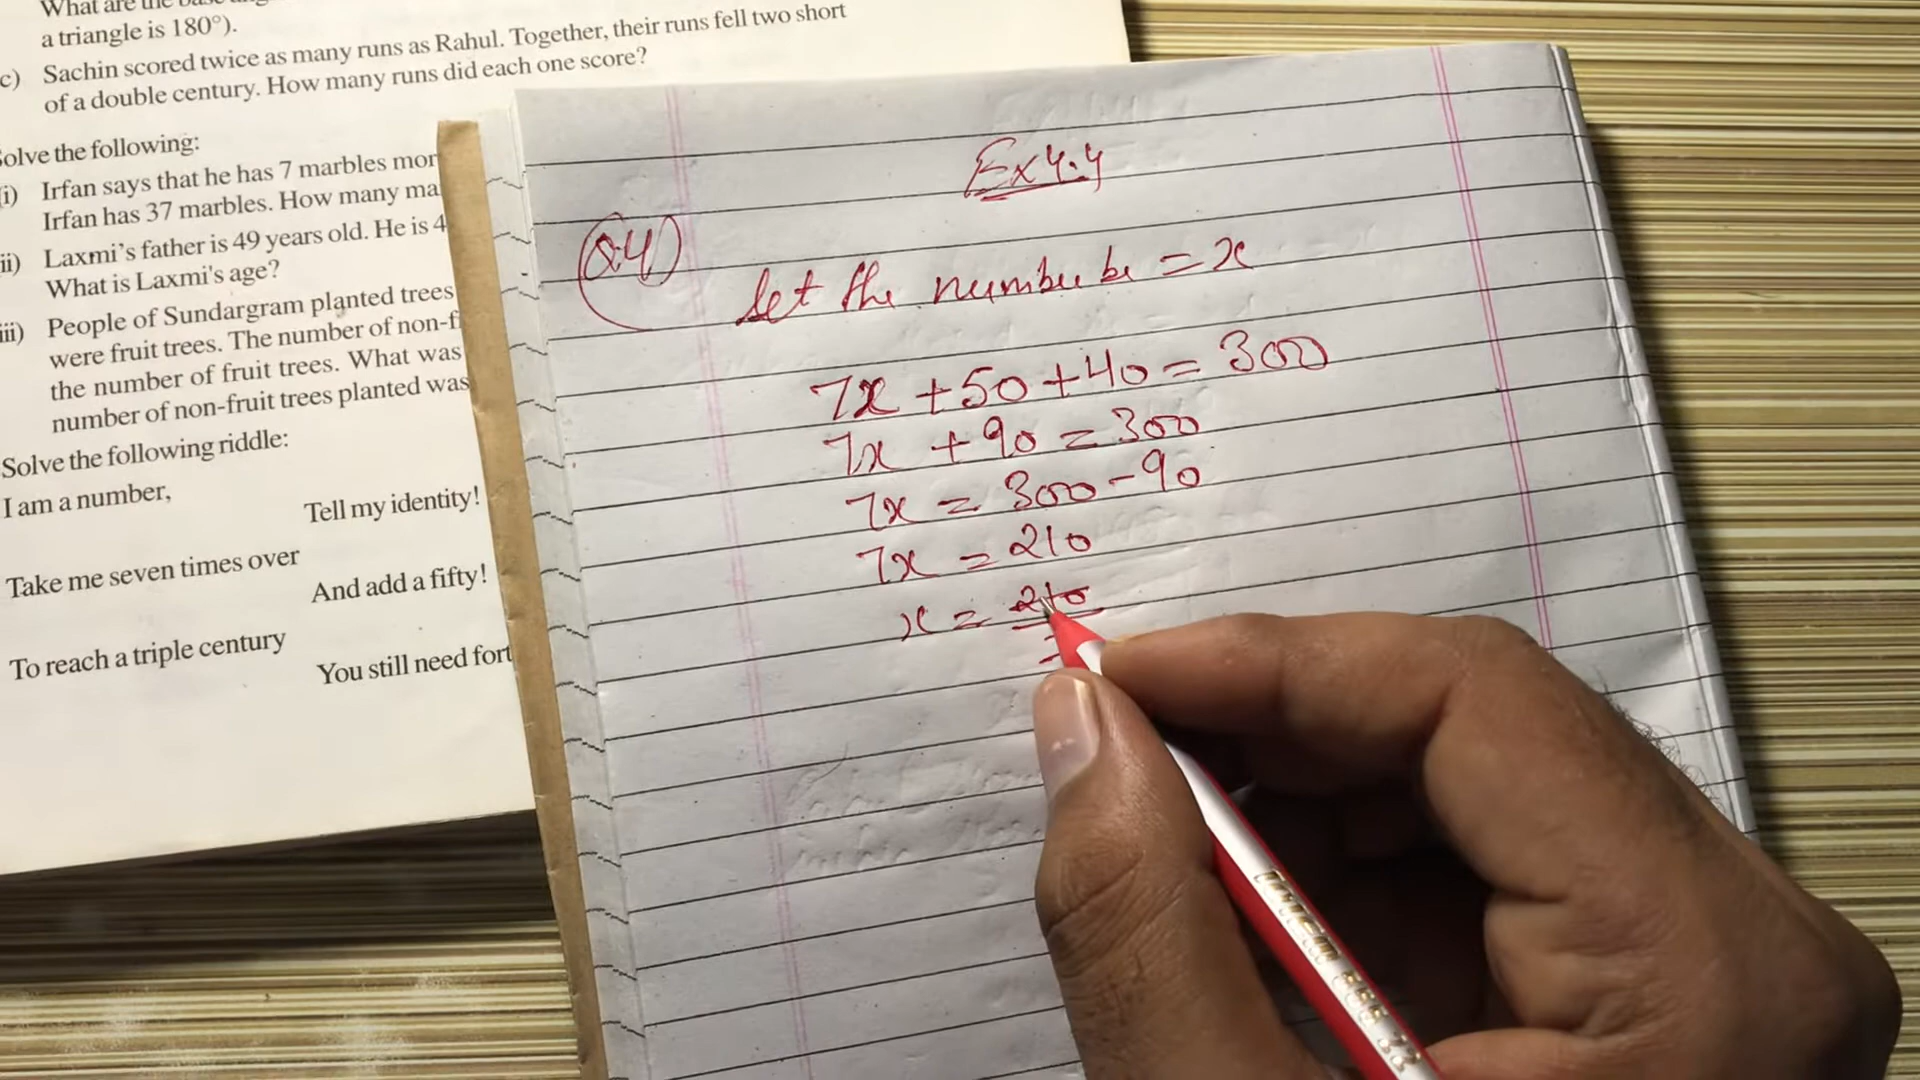 What are the
a triangle is 180°).
c) Sachin scored twice as many runs as Rahul. Together, their runs fell two short
of a double century. How many runs did each one score?
Solve the following:
i) Irfan says that he has 7 marbles mor
Irfan has 37 marbles. How many ma
ii) Laxmi's father is 49 years old. He is 4
What is Laxmi's age?
iii) People of Sundargram planted trees
were fruit trees. The number of non-f
the number of fruit trees. What was
number of non-fruit trees planted was
Solve the following riddle:
I am a number,
Tell my identity!
Take me seven times over
And add a fifty!
To reach a triple century
You still need fort
Ex 4.4
Q4)
Let the number be = x
7x + 50 + 40 = 300
7x + 90 = 300
7x = 300 - 90
7x = 210
x = 210